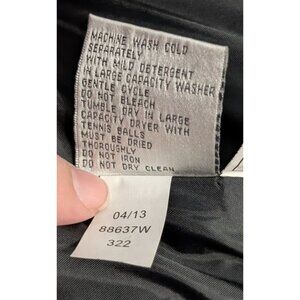 MACHINE WASH COLD
SEPARATELY
WITH MILD DETERGENT
IN LARGE CAPACITY WASHER
GENTLE CYCLE
DO NOT BLEACH
TUMBLE DRY IN LARGE
CAPACITY DRYER WITH
TENNIS BALLS
MUST BE DRIED
THOROUGHLY
DO NOT IRON
DO NOT DRY CLEAN
04/13
88637W
322